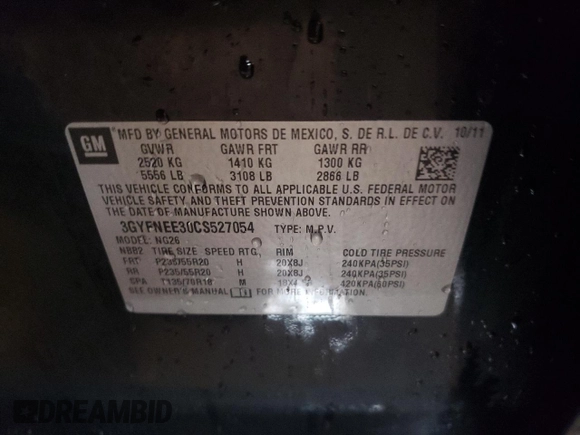 GM
MFD BY GENERAL MOTORS DE MEXICO, S. DE R.L. DE C.V. 10/11
GVWR GAWR FRT GAWR RR
2520 KG 1410 KG 1300 KG
5556 LB 3108 LB 2866 LB
THIS VEHICLE CONFORMS TO ALL APPLICABLE U.S. FEDERAL MOTOR
VEHICLE SAFETY AND THEFT PREVENTION STANDARDS IN EFFECT
ON THE DATE OF MANUFACTURE SHOWN ABOVE.
3GYFNEE30CS527054 TYPE: M.P.V.
MODEL: NG26
NBB2 TIRE SIZE SPEED RTG. RIM COLD TIRE PRESSURE
FRT P235/55R20 H 20X8J 240KPA(35PSI)
RR P235/55R20 H 20X8J 240KPA(35PSI)
SPA T135/70R16 M 420KPA(60PSI)
SEE OWNER'S MANUAL FOR MORE INFORMATION.
DREAMBID